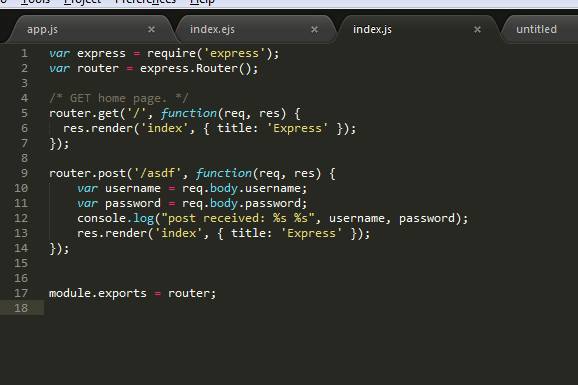 Tools Project Preferences Help
app.js × index.ejs × index.js × untitled
1 var express = require('express');
2 var router = express.Router();
3
4 /* GET home page. */
5 router.get('/', function(req, res) {
6 res.render('index', { title: 'Express' });
7 });
8
9 router.post('/asdf', function(req, res) {
10 var username = req.body.username;
11 var password = req.body.password;
12 console.log("post received: %s %s", username, password);
13 res.render('index', { title: 'Express' });
14 });
15
16
17 module.exports = router;
18